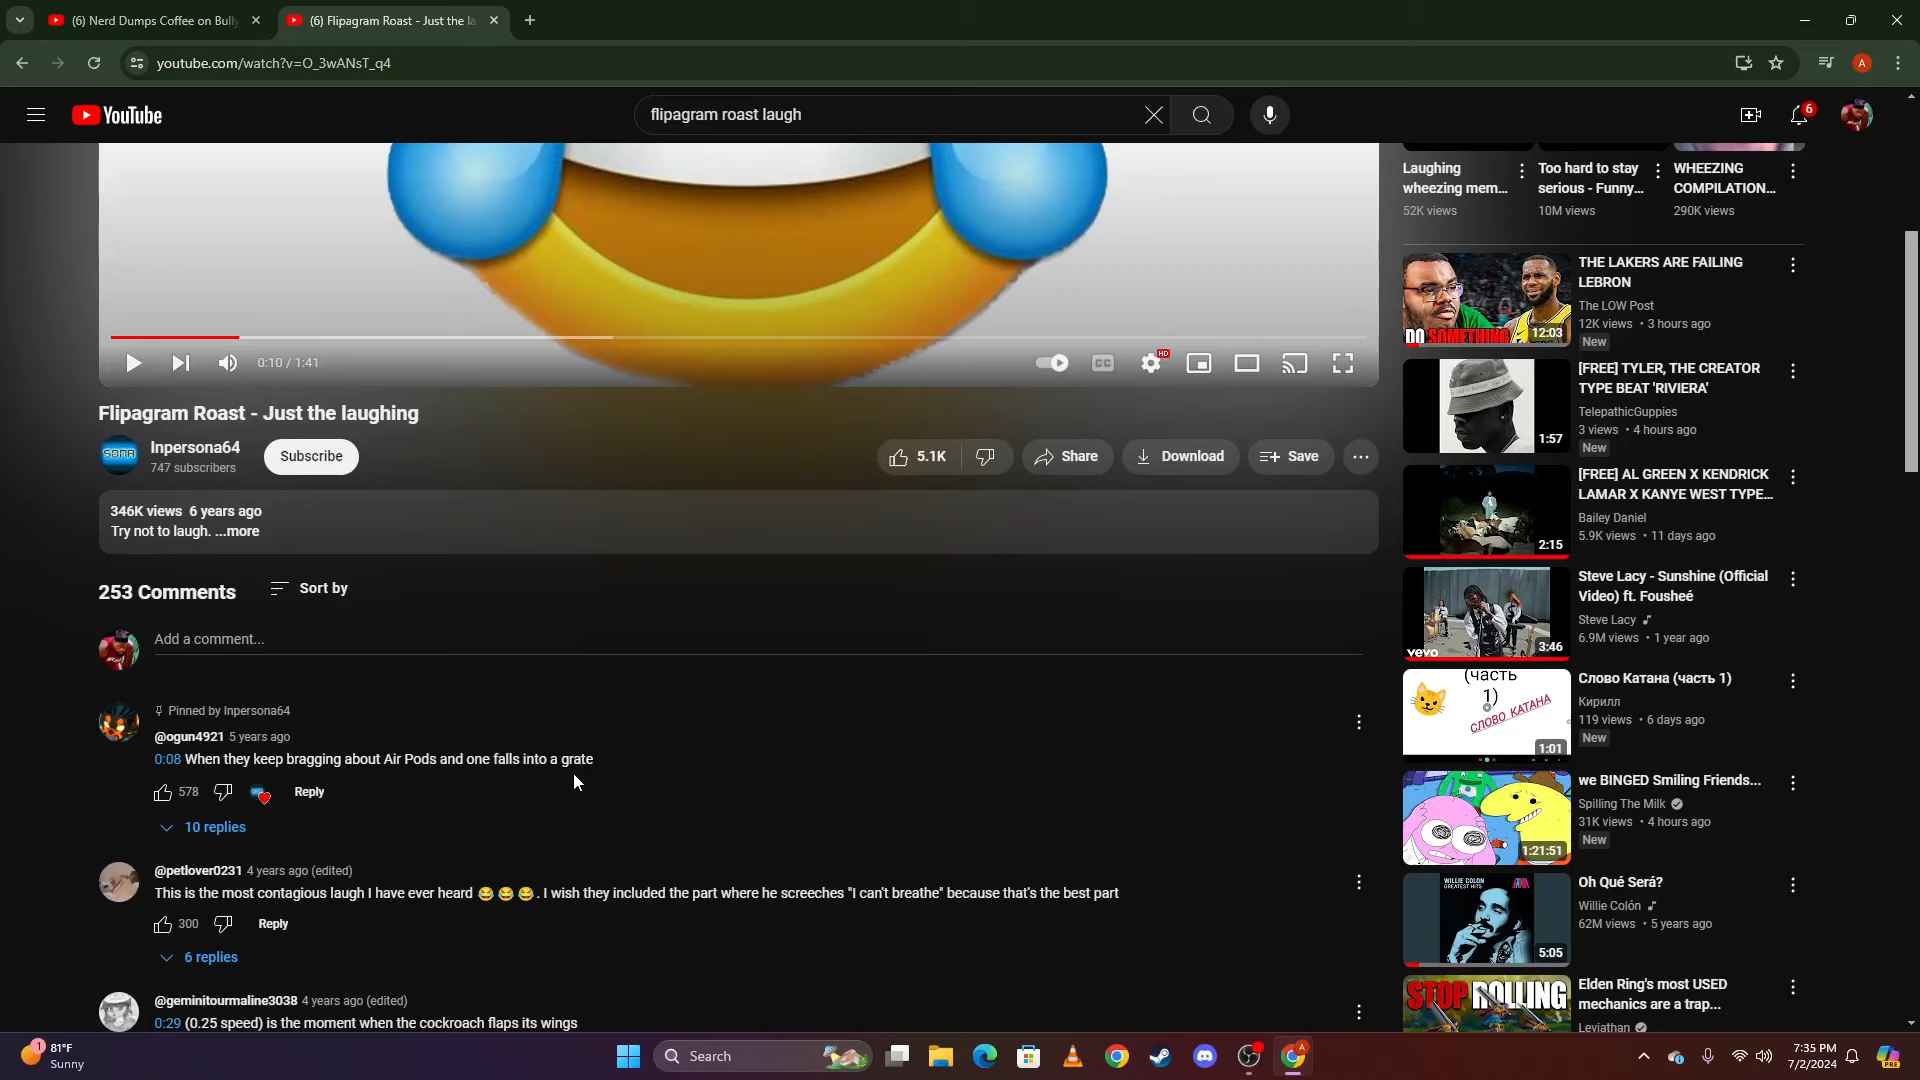 (6) Nerd Dumps Coffee on Bully
(6) Flipagram Roast - Just the la
youtube.com/watch?v=O_3wANsT_q4
A
YouTube
flipagram roast laugh
6
Laughing wheezing mem...
52K views
Too hard to stay serious - Funny...
10M views
WHEEZING COMPILATION...
290K views
0:10 / 1:41
CC
HD
Flipagram Roast - Just the laughing
SONA
Inpersona64
747 subscribers
Subscribe
5.1K
Share
Download
Save
346K views 6 years ago
Try not to laugh. ...more
253 Comments
Sort by
Add a comment...
Pinned by Inpersona64
@ogun4921 5 years ago
0:08 When they keep bragging about Air Pods and one falls into a grate
578
Reply
10 replies
@petlover0231 4 years ago (edited)
This is the most contagious laugh I have ever heard 😂 😂 😂 . I wish they included the part where he screeches "I can't breathe" because that's the best part
300
Reply
6 replies
@geminitourmaline3038 4 years ago (edited)
0:29 (0.25 speed) is the moment when the cockroach flaps its wings
DO SOMETHING
12:03
THE LAKERS ARE FAILING
LEBRON
The LOW Post
12K views • 3 hours ago
New
1:57
[FREE] TYLER, THE CREATOR
TYPE BEAT 'RIVIERA'
TelepathicGuppies
3 views • 4 hours ago
New
2:15
[FREE] AL GREEN X KENDRICK
LAMAR X KANYE WEST TYPE...
Bailey Daniel
5.9K views • 11 days ago
vevo
3:46
Steve Lacy - Sunshine (Official
Video) ft. Fousheé
Steve Lacy
6.9M views • 1 year ago
(часть
1)
СЛОВО КАТАНА
1:01
Слово Катана (часть 1)
Кирилл
119 views • 6 days ago
New
1:21:51
we BINGED Smiling Friends...
Spilling The Milk
31K views • 4 hours ago
New
WILLIE COLON
GREATEST HITS
5:05
Oh Qué Será?
Willie Colón
62M views • 5 years ago
STOP ROLLING
Elden Ring's most USED
mechanics are a trap...
Leviathan
1
81°F
Sunny
Search
A
7:35 PM
7/2/2024
PRE